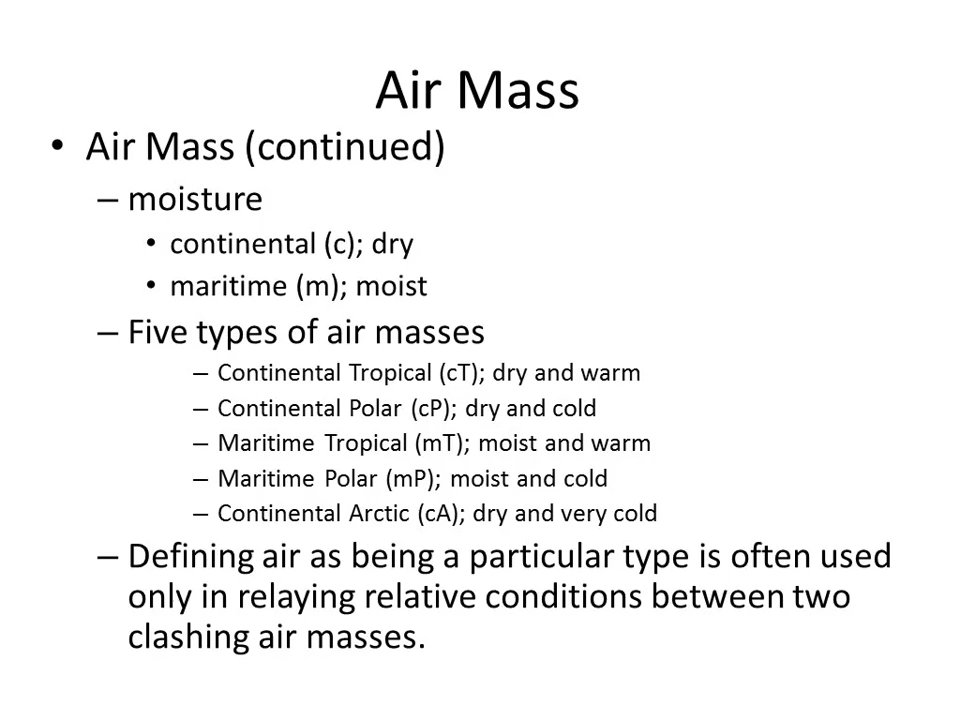 Air Mass
• Air Mass (continued)
– moisture
• continental (c); dry
• maritime (m); moist
– Five types of air masses
– Continental Tropical (cT); dry and warm
– Continental Polar (cP); dry and cold
– Maritime Tropical (mT); moist and warm
– Maritime Polar (mP); moist and cold
– Continental Arctic (cA); dry and very cold
– Defining air as being a particular type is often used
only in relaying relative conditions between two
clashing air masses.